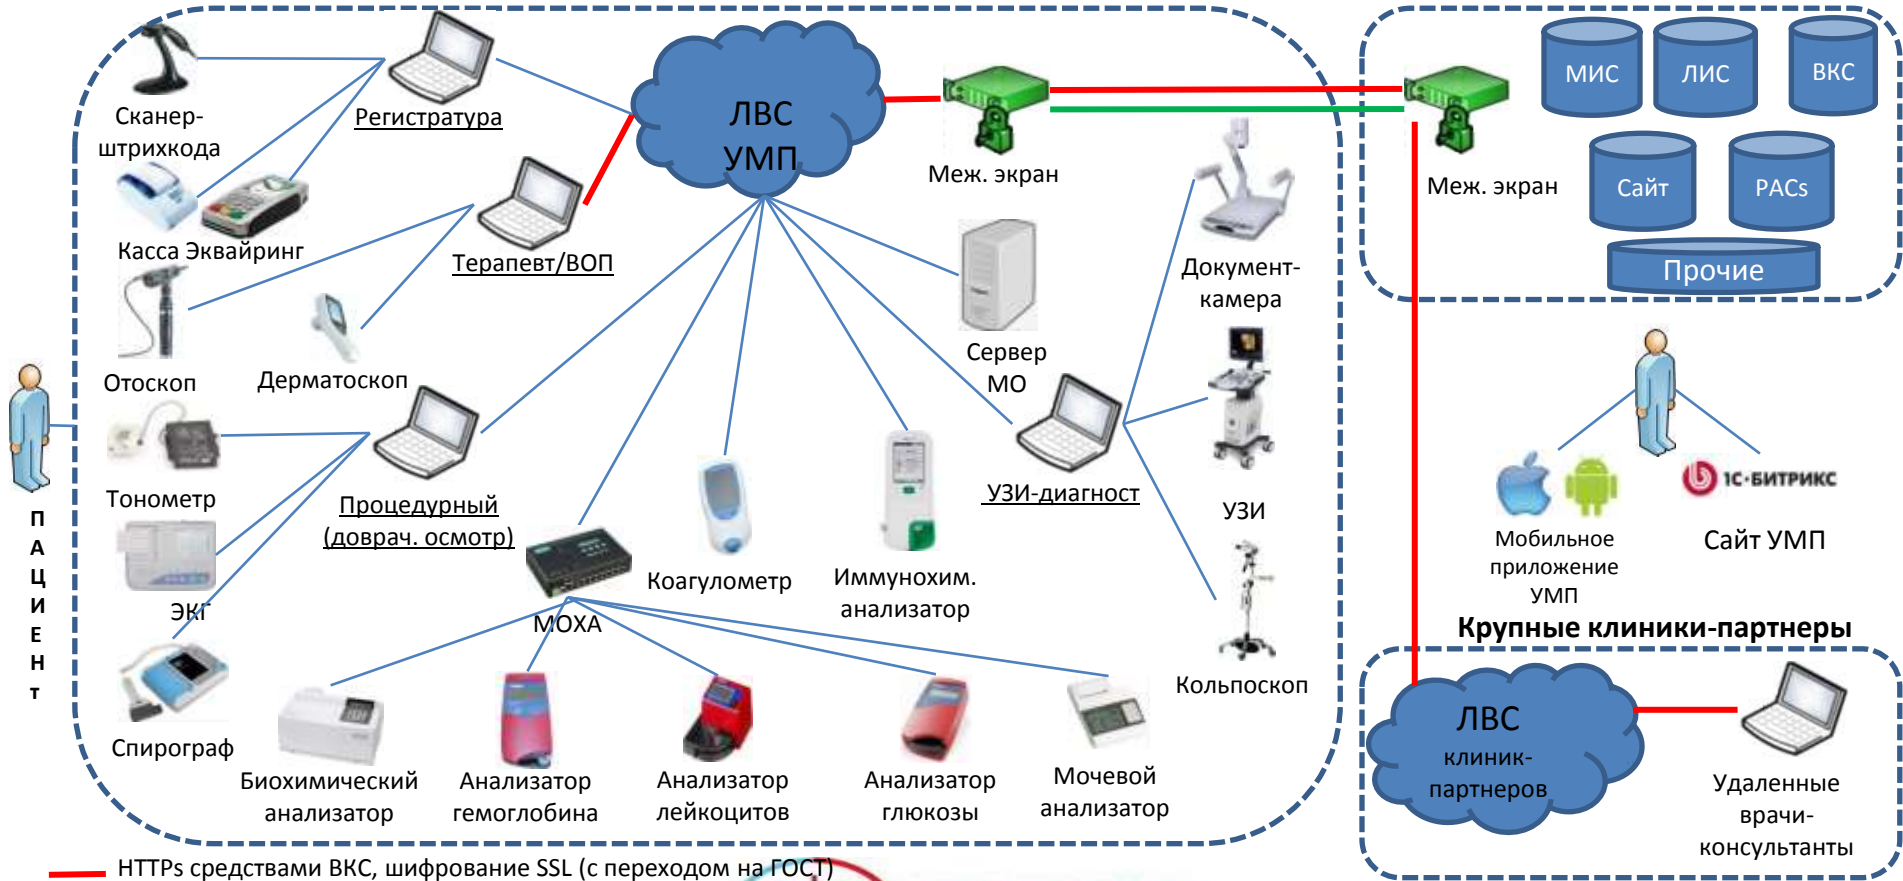 Сканер-
штрихкода
Регистратура
ЛВС
УМП
Меж. экран
Меж. экран
МИС
ЛИС
ВКС
Сайт
PACs
Прочие
Касса Эквайринг
Терапевт/ВОП
Документ-
камера
Отоскоп
Дерматоскоп
Сервер
МО
Тонометр
Процедурный
(доврач. осмотр)
УЗИ-диагност
УЗИ
1С·БИТРИКС
Мобильное
приложение
УМП
Сайт УМП
ПАЦИЕНт
ЭКГ
МОХА
Коагулометр
Иммунохим.
анализатор
Кольпоскоп
Крупные клиники-партнеры
Спирограф
Биохимический
анализатор
Анализатор
гемоглобина
Анализатор
лейкоцитов
Анализатор
глюкозы
Мочевой
анализатор
ЛВС
клиник-
партнеров
Удаленные
врачи-
консультанты
HTTPs средствами ВКС, шифрование SSL (с переходом на ГОСТ)